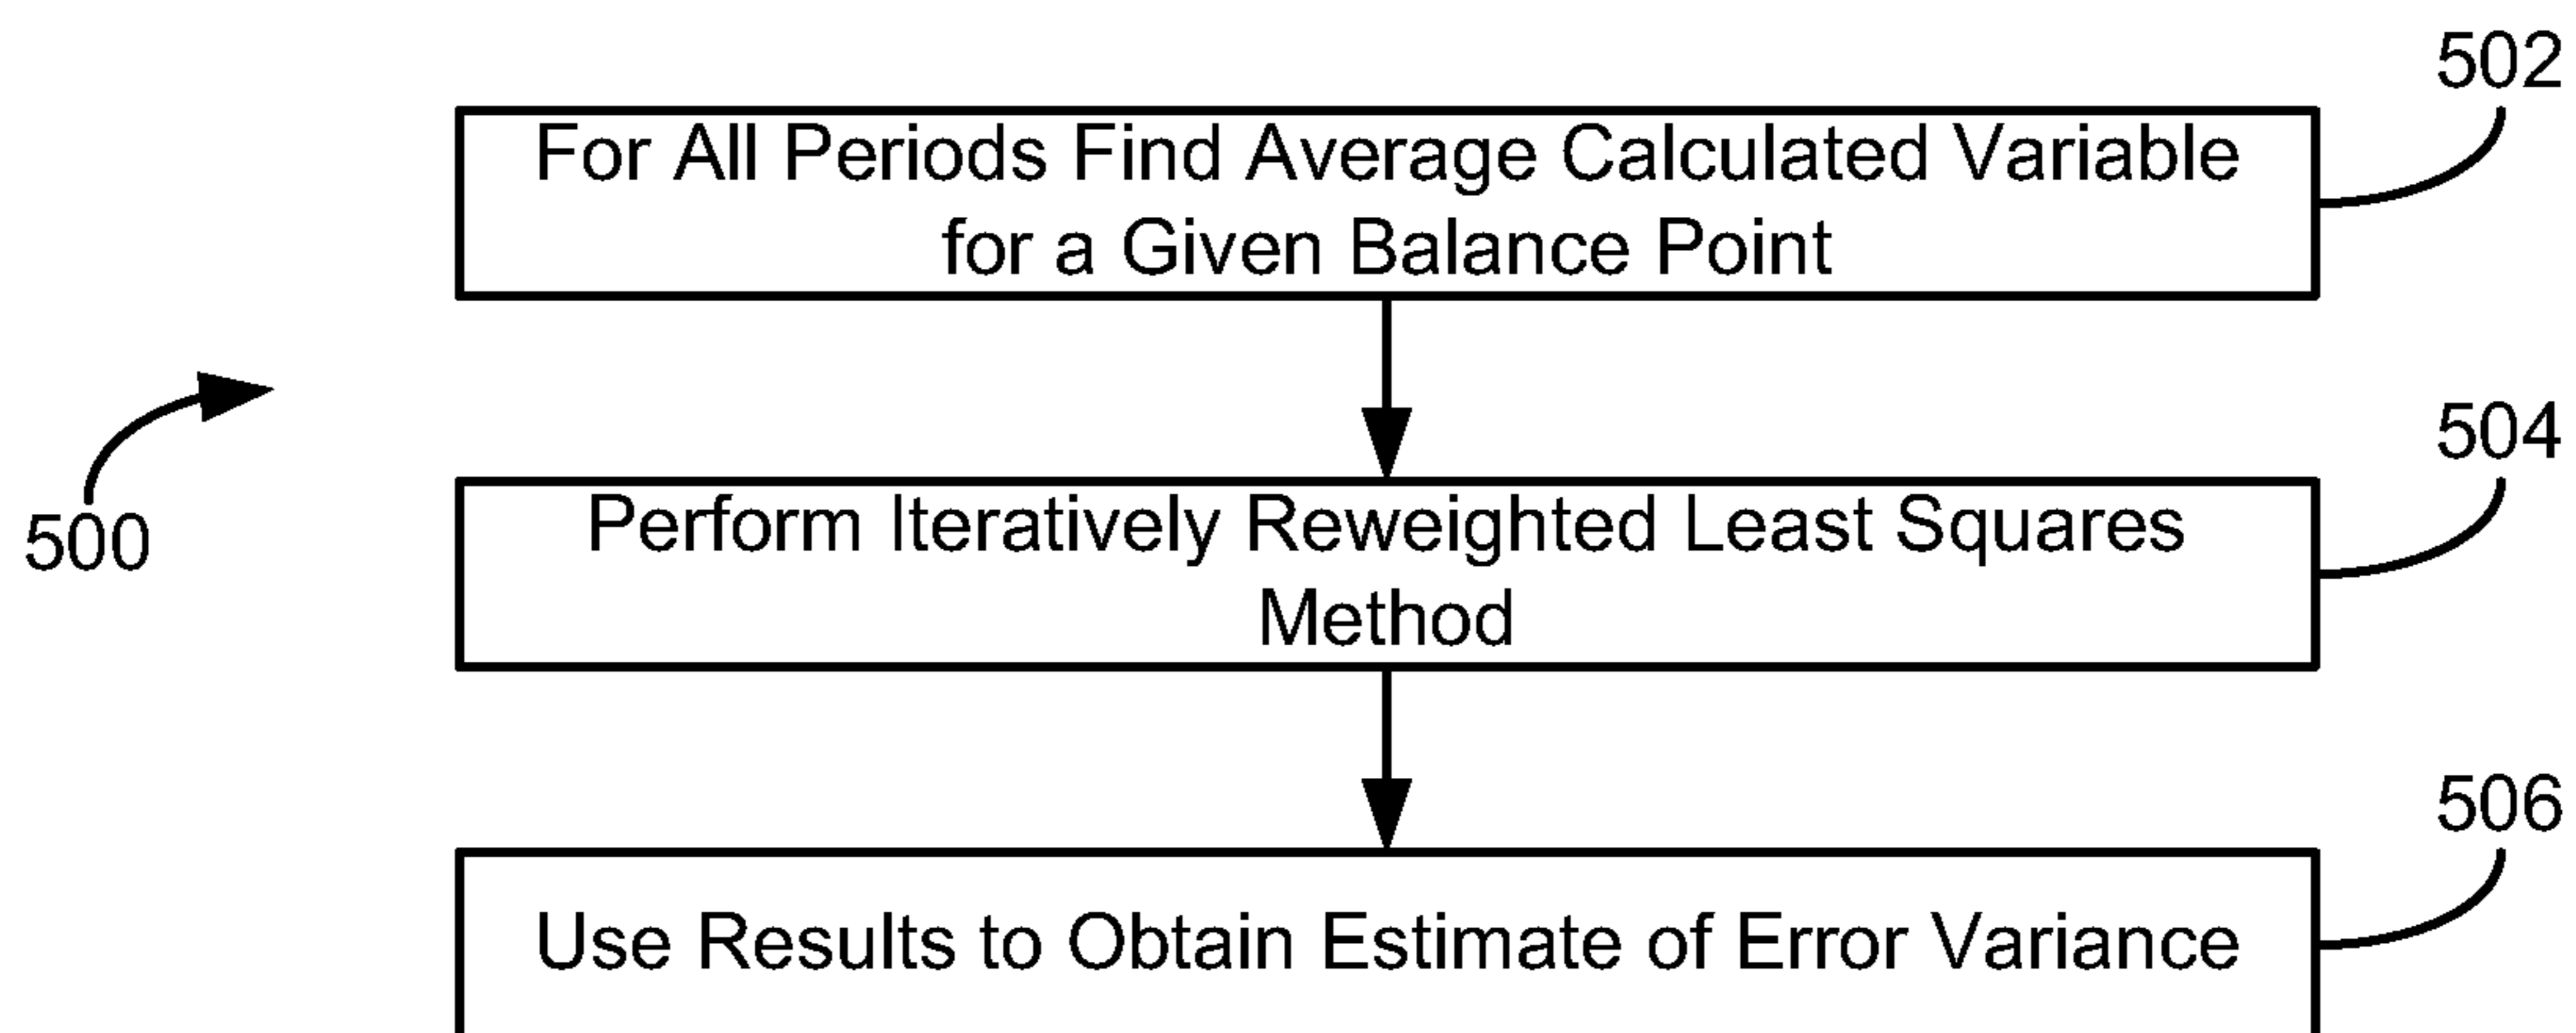 502
For All Periods Find Average Calculated Variable
for a Given Balance Point
504
Perform Iteratively Reweighted Least Squares
Method
500
506
Use Results to Obtain Estimate of Error Variance